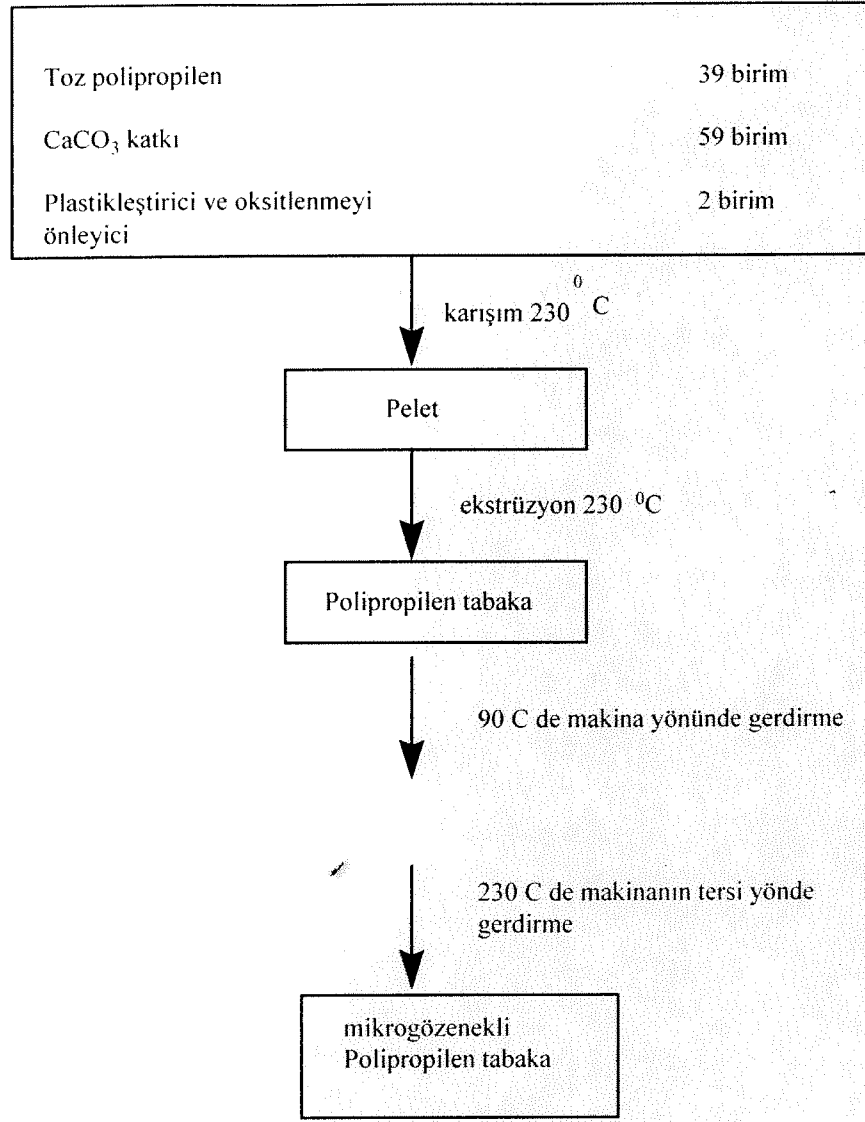 Toz polipropilen 39 birim
CaCO₃ katkı 59 birim
Plastikleştirici ve oksitlenmeyi 2 birim
önleyici
karışım 230 ⁰ C
Pelet
ekstrüzyon 230 ⁰C
Polipropilen tabaka
90 C de makina yönünde gerdirme
230 C de makinanın tersi yönde
gerdirme
mikrogözenekli
Polipropilen tabaka